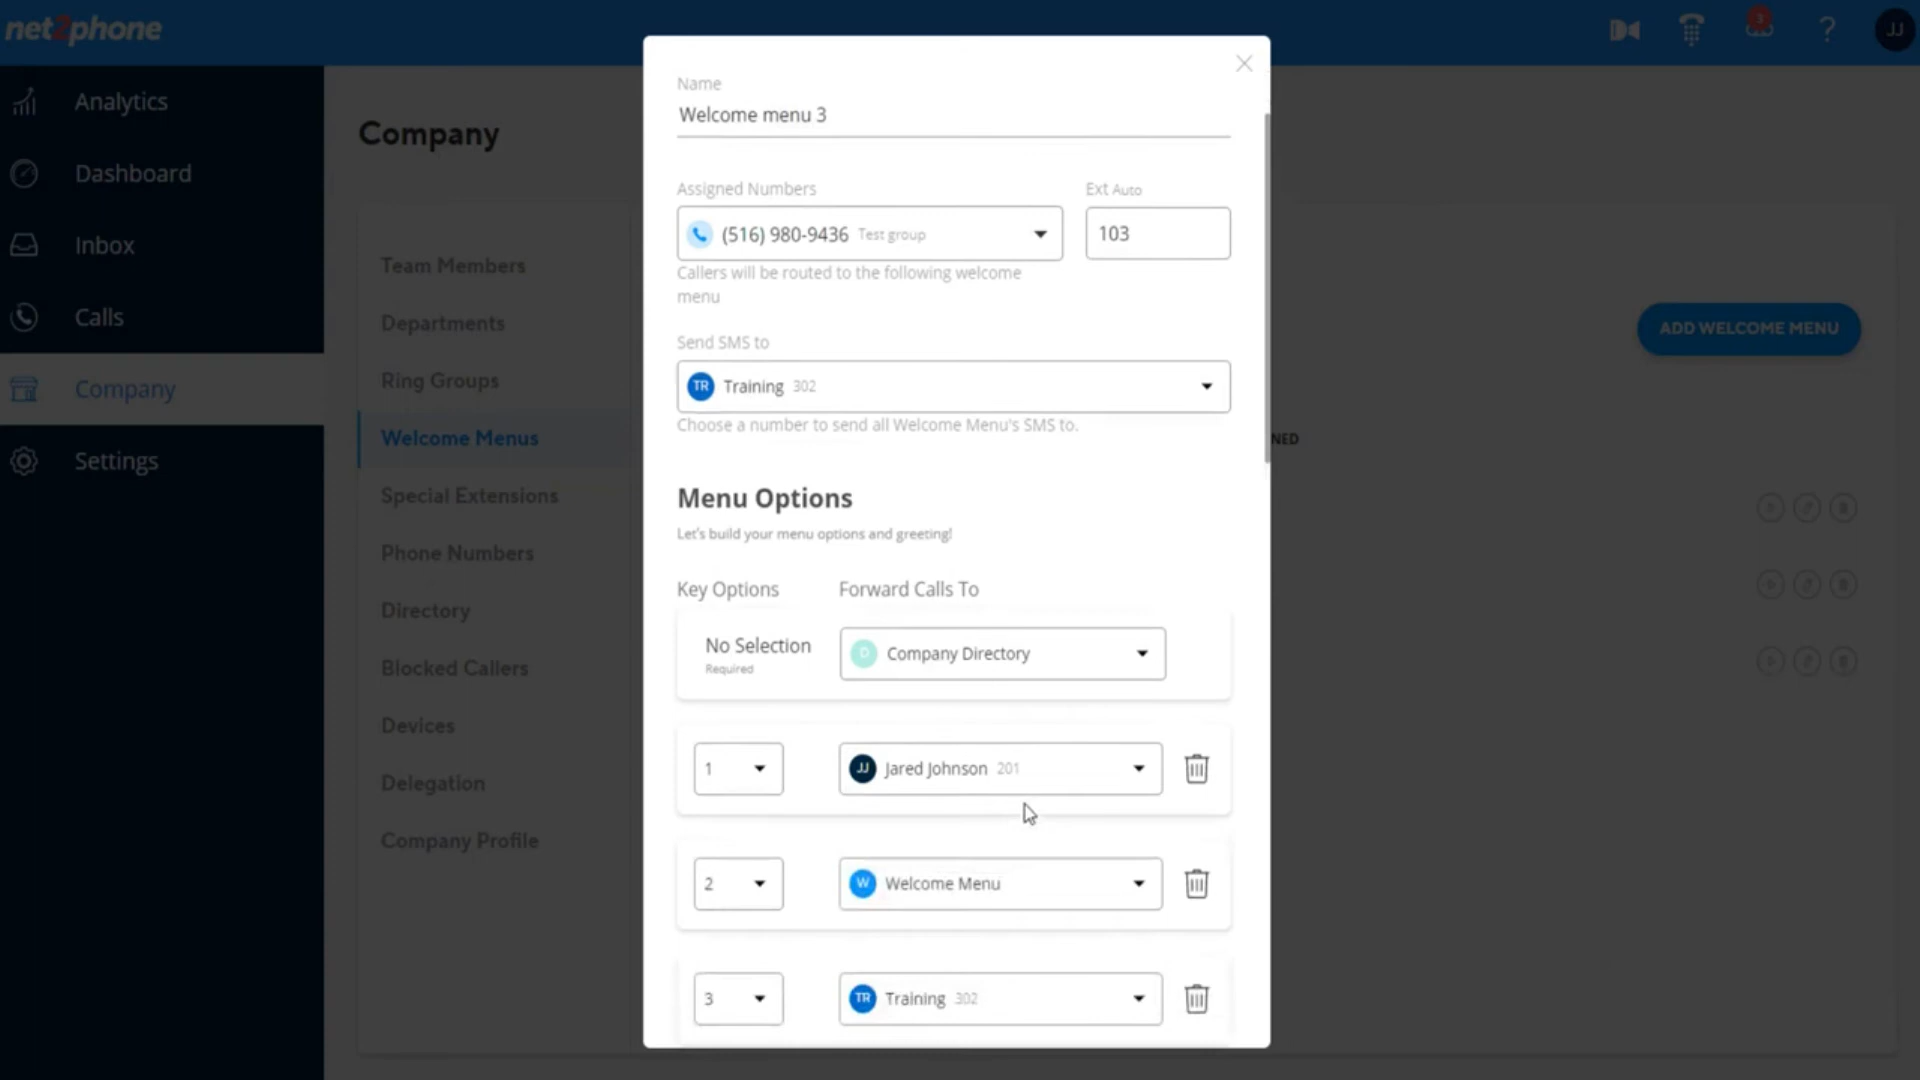 net2phone
3
?
JJ
Analytics
Dashboard
Inbox
Calls
Company
Settings
Company
Team Members
Departments
Ring Groups
Welcome Menus
Special Extensions
Phone Numbers
Directory
Blocked Callers
Devices
Delegation
Company Profile
ADD WELCOME MENU
NED
Name
Welcome menu 3
Assigned Numbers
Ext Auto
(516) 980-9436 Test group
103
Callers will be routed to the following welcome
menu
Send SMS to
TR Training 302
Choose a number to send all Welcome Menu's SMS to.
Menu Options
Let's build your menu options and greeting!
Key Options
Forward Calls To
No Selection
Required
D Company Directory
1
JJ Jared Johnson 201
2
W Welcome Menu
3
TR Training 302